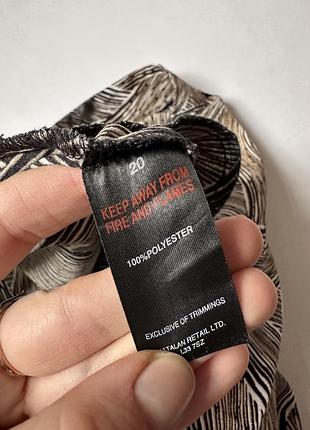 20
KEEP AWAY FROM
FIRE AND FLAMES
100%POLYESTER
EXCLUSIVE OF TRIMMINGS
ATALAN RETAIL LTD.
L33 7SZ